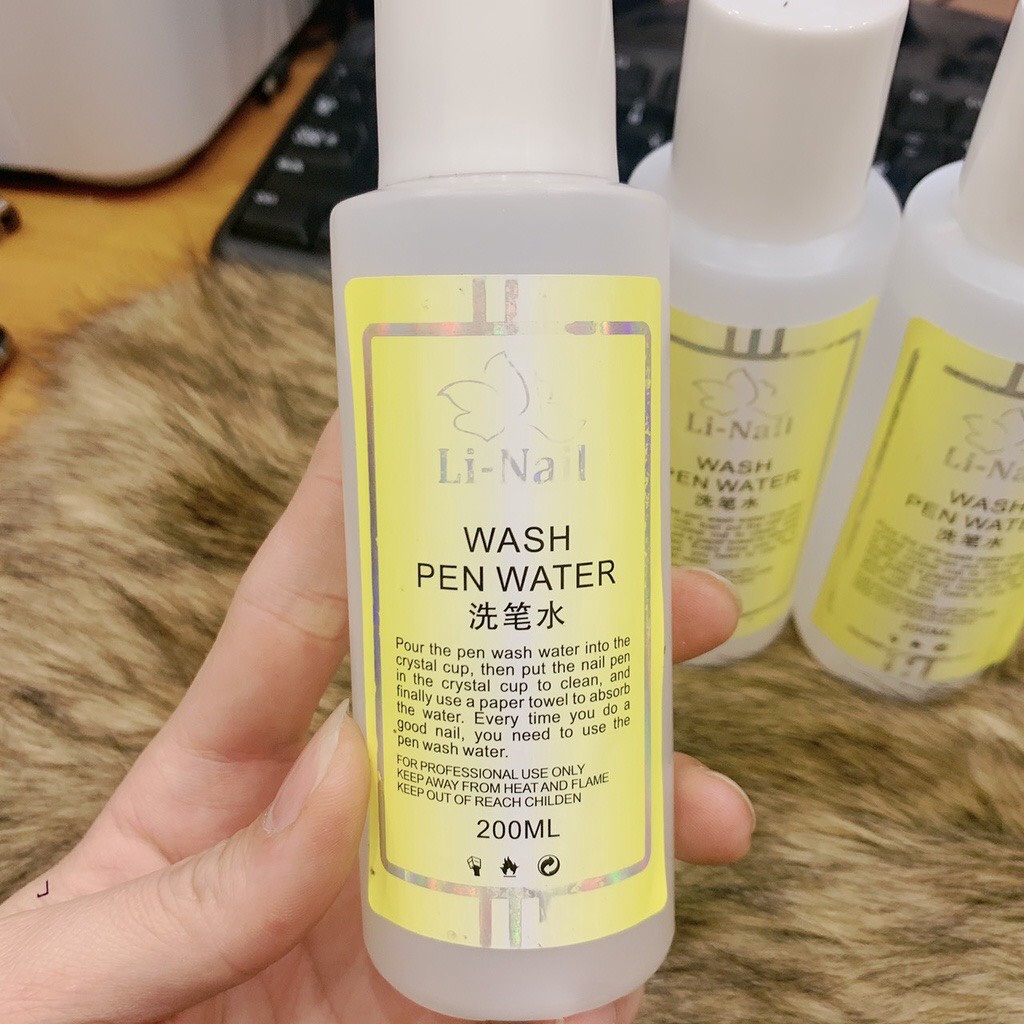 Li-Nail
WASH
PEN WATER
洗笔水
Pour the pen wash water into the
crystal cup, then put the nail pen
in the crystal cup to clean, and
finally use a paper towel to absorb
the water. Every time you do a
good nail, you need to use the
pen wash water.
FOR PROFESSIONAL USE ONLY
KEEP AWAY FROM HEAT AND FLAME
KEEP OUT OF REACH CHILDEN
200ML
Li-Nail
WASH
PEN WATER
洗笔水
WASH
洗笔水
200ML